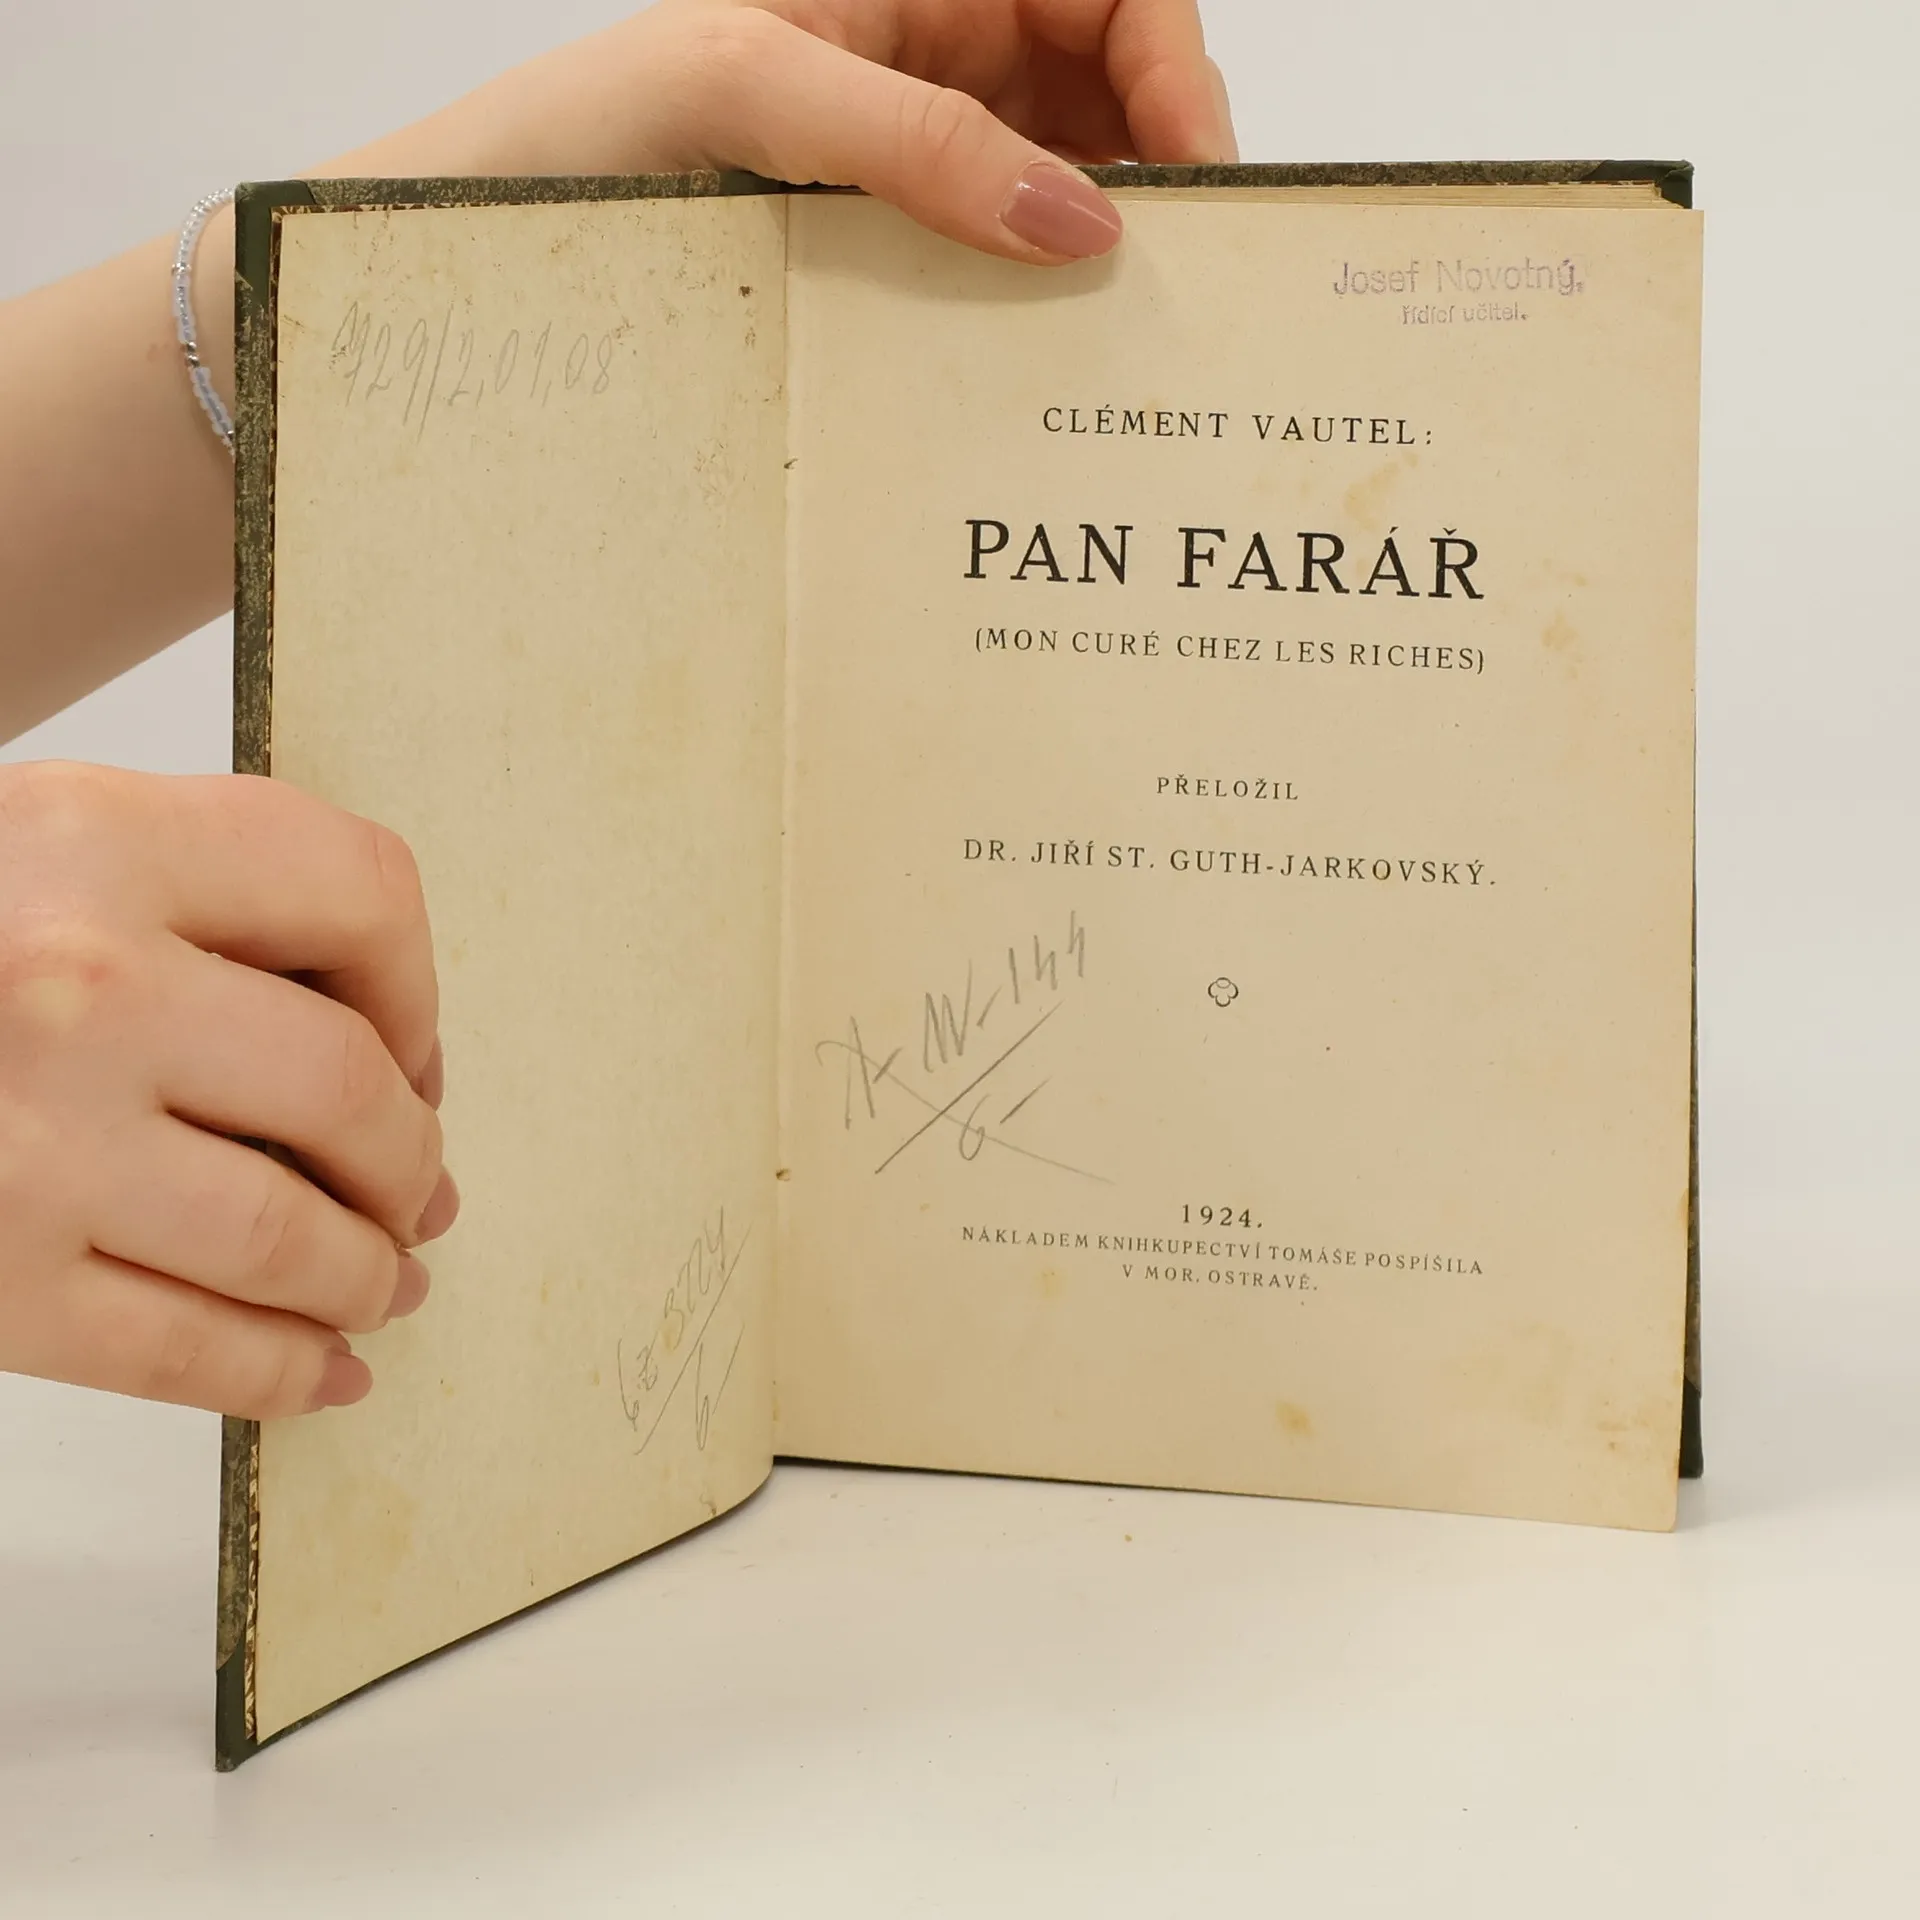 729/2,01,08
Josef Novotný,
řídící učitel.
CLÉMENT VAUTEL:
PAN FARÁŘ
(MON CURÉ CHEZ LES RICHES)
PŘELOŽIL
DR. JIŘÍ ST. GUTH-JARKOVSKÝ.
1924.
NÁKLADEM KNIHKUPECTVÍ TOMÁŠE POSPÍŠILA
V MOR. OSTRAVĚ.